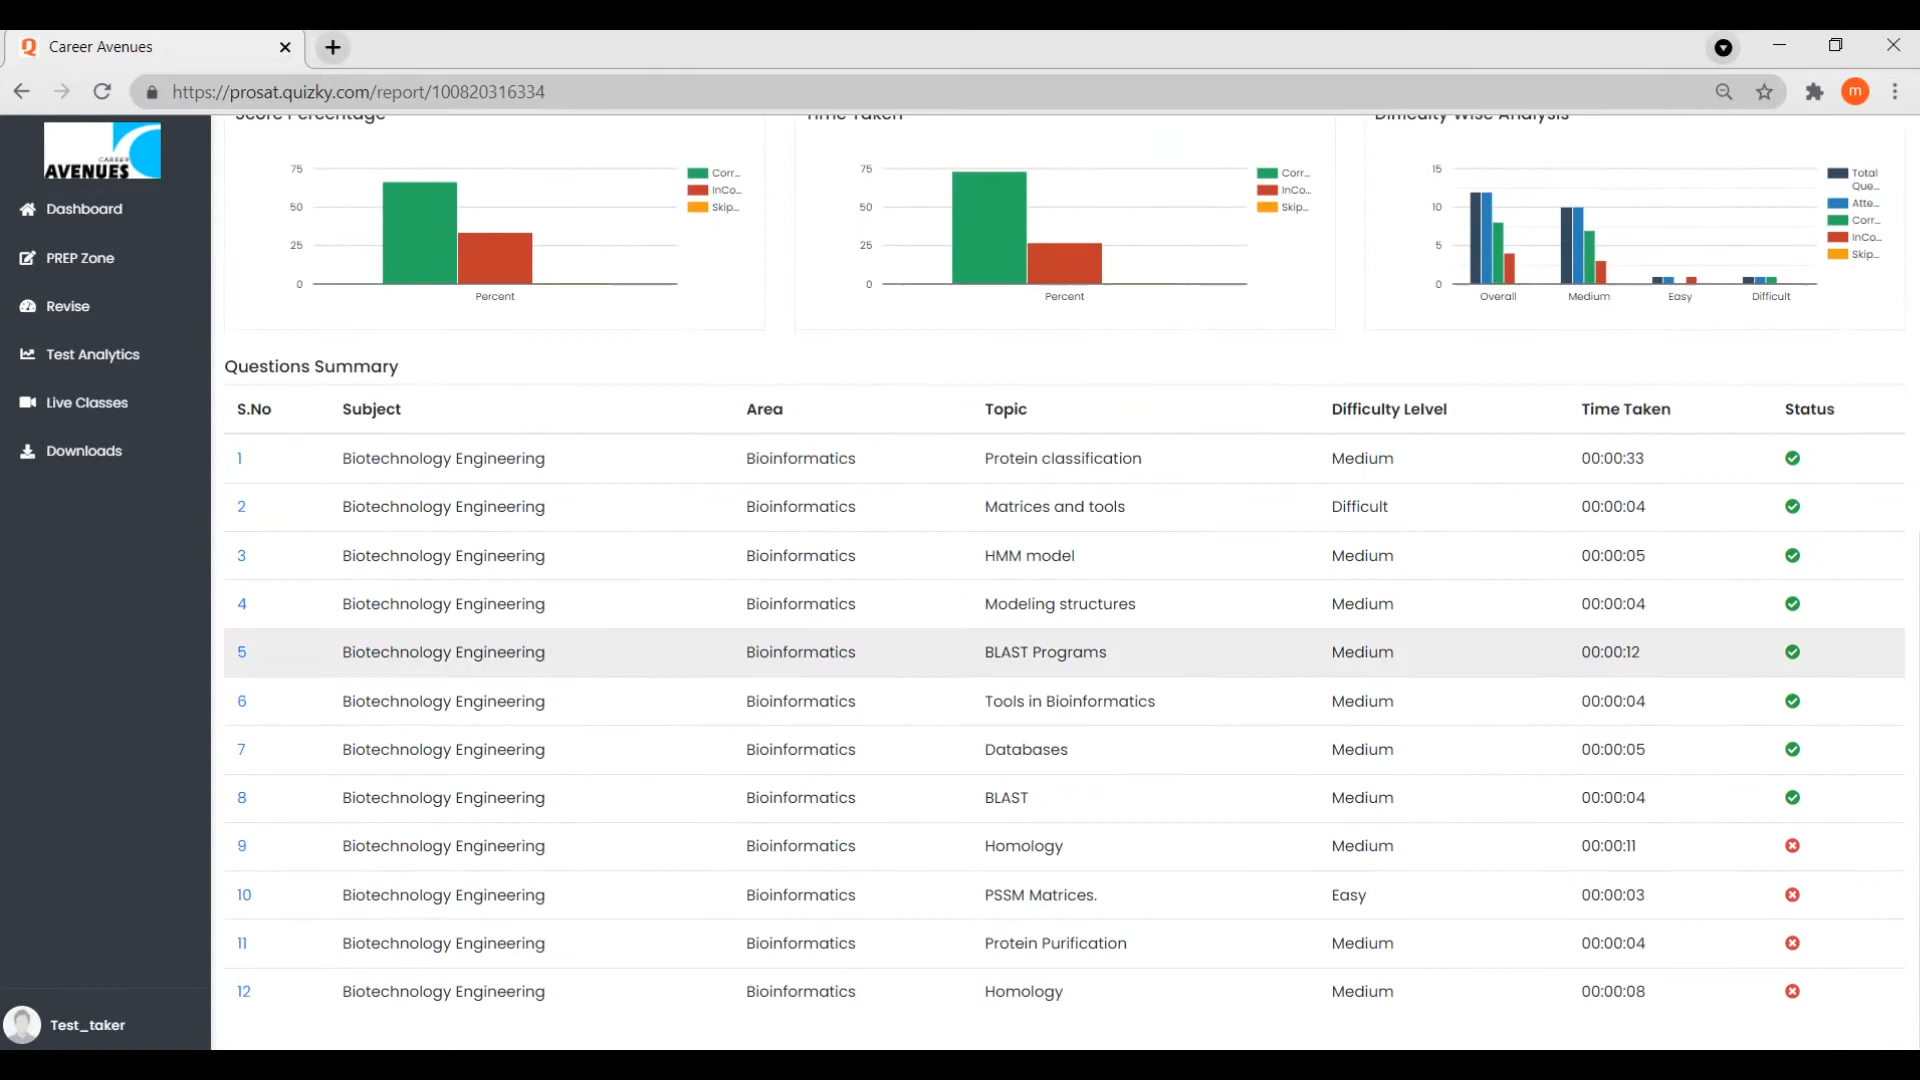 Career Avenues
https://prosat.quizky.com/report/100820316334
m
CAREER
AVENUES
Dashboard
PREP Zone
Revise
Test Analytics
Live Classes
Downloads
Test_taker
Score Percentage
75
50
25
0
Percent
Corr...
InCo...
Skip...
Time Taken
75
50
25
0
Percent
Corr...
InCo...
Skip...
Difficulty Wise Analysis
15
10
5
0
Overall Medium Easy Difficult
Total
Que...
Atte...
Corr...
InCo...
Skip...
Questions Summary
S.No Subject Area Topic Difficulty Lelvel Time Taken Status
1 Biotechnology Engineering Bioinformatics Protein classification Medium 00:00:33
2 Biotechnology Engineering Bioinformatics Matrices and tools Difficult 00:00:04
3 Biotechnology Engineering Bioinformatics HMM model Medium 00:00:05
4 Biotechnology Engineering Bioinformatics Modeling structures Medium 00:00:04
5 Biotechnology Engineering Bioinformatics BLAST Programs Medium 00:00:12
6 Biotechnology Engineering Bioinformatics Tools in Bioinformatics Medium 00:00:04
7 Biotechnology Engineering Bioinformatics Databases Medium 00:00:05
8 Biotechnology Engineering Bioinformatics BLAST Medium 00:00:04
9 Biotechnology Engineering Bioinformatics Homology Medium 00:00:11
10 Biotechnology Engineering Bioinformatics PSSM Matrices. Easy 00:00:03
11 Biotechnology Engineering Bioinformatics Protein Purification Medium 00:00:04
12 Biotechnology Engineering Bioinformatics Homology Medium 00:00:08